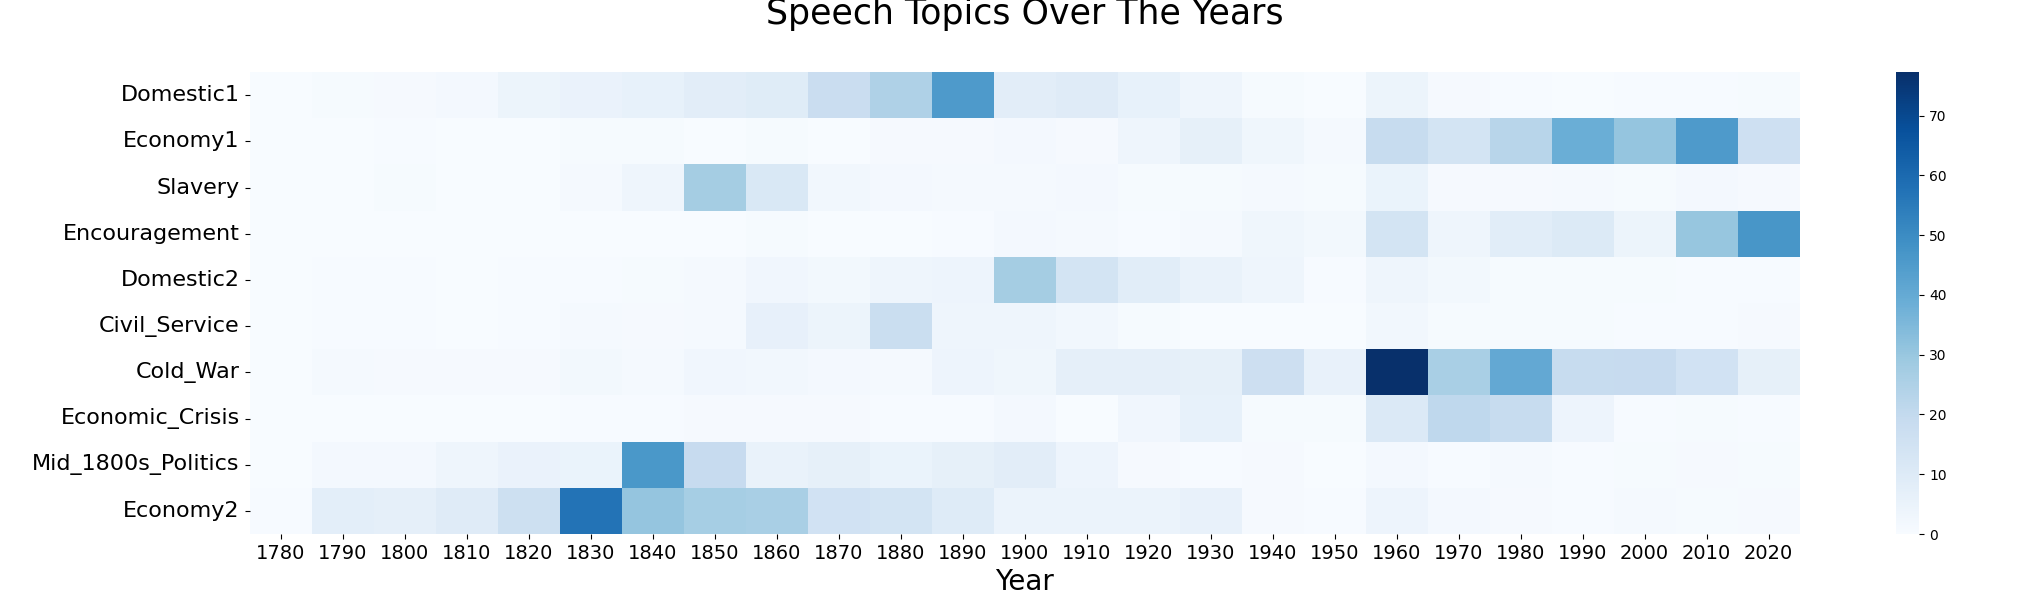 Speech Topics Over The Years
Domestic1
Economy1
Slavery
Encouragement
Domestic2
Civil_Service
Cold_War
Economic_Crisis
Mid_1800s_Politics
Economy2
1780 1790 1800 1810 1820 1830 1840 1850 1860 1870 1880 1890 1900 1910 1920 1930 1940 1950 1960 1970 1980 1990 2000 2010 2020
Year
70
60
50
40
30
20
10
0